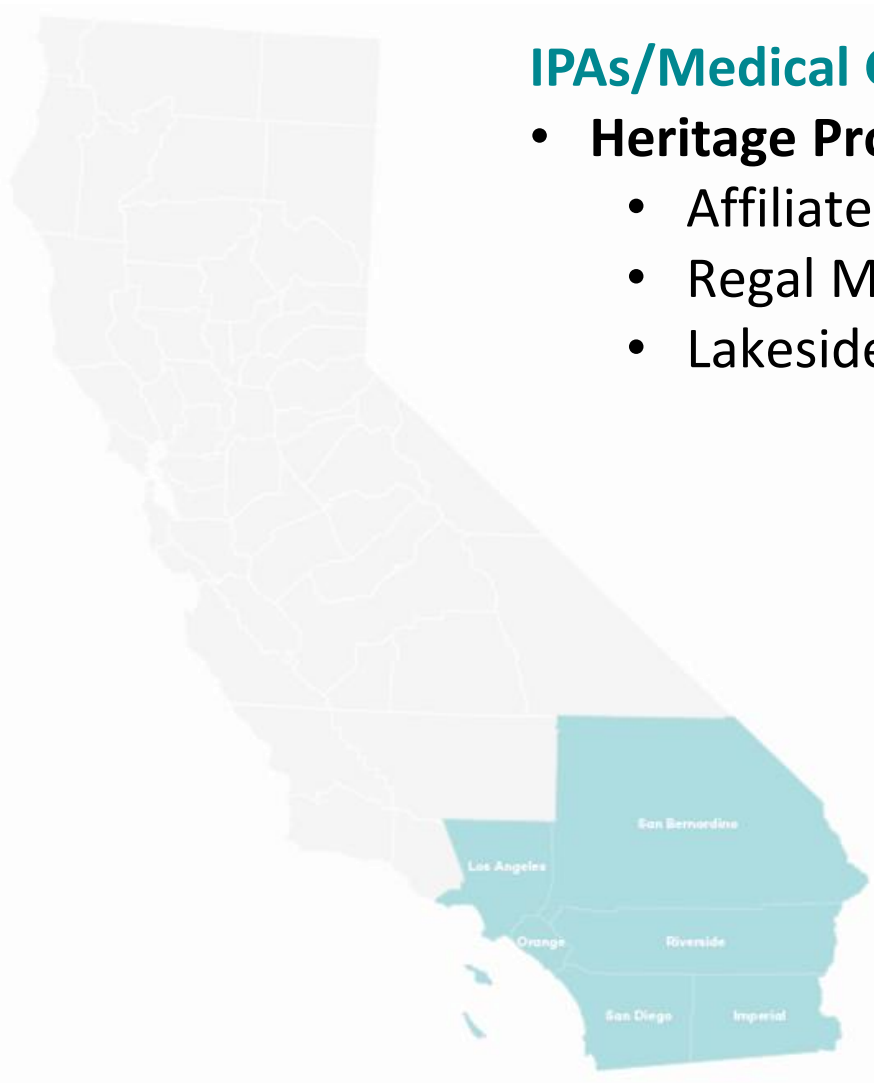 IPAs/Medical
• Heritage Pro
• Affiliate
• Regal M
• Lakeside
San Bernardino
Los Angeles
Orange
Riverside
San Diego
Imperial